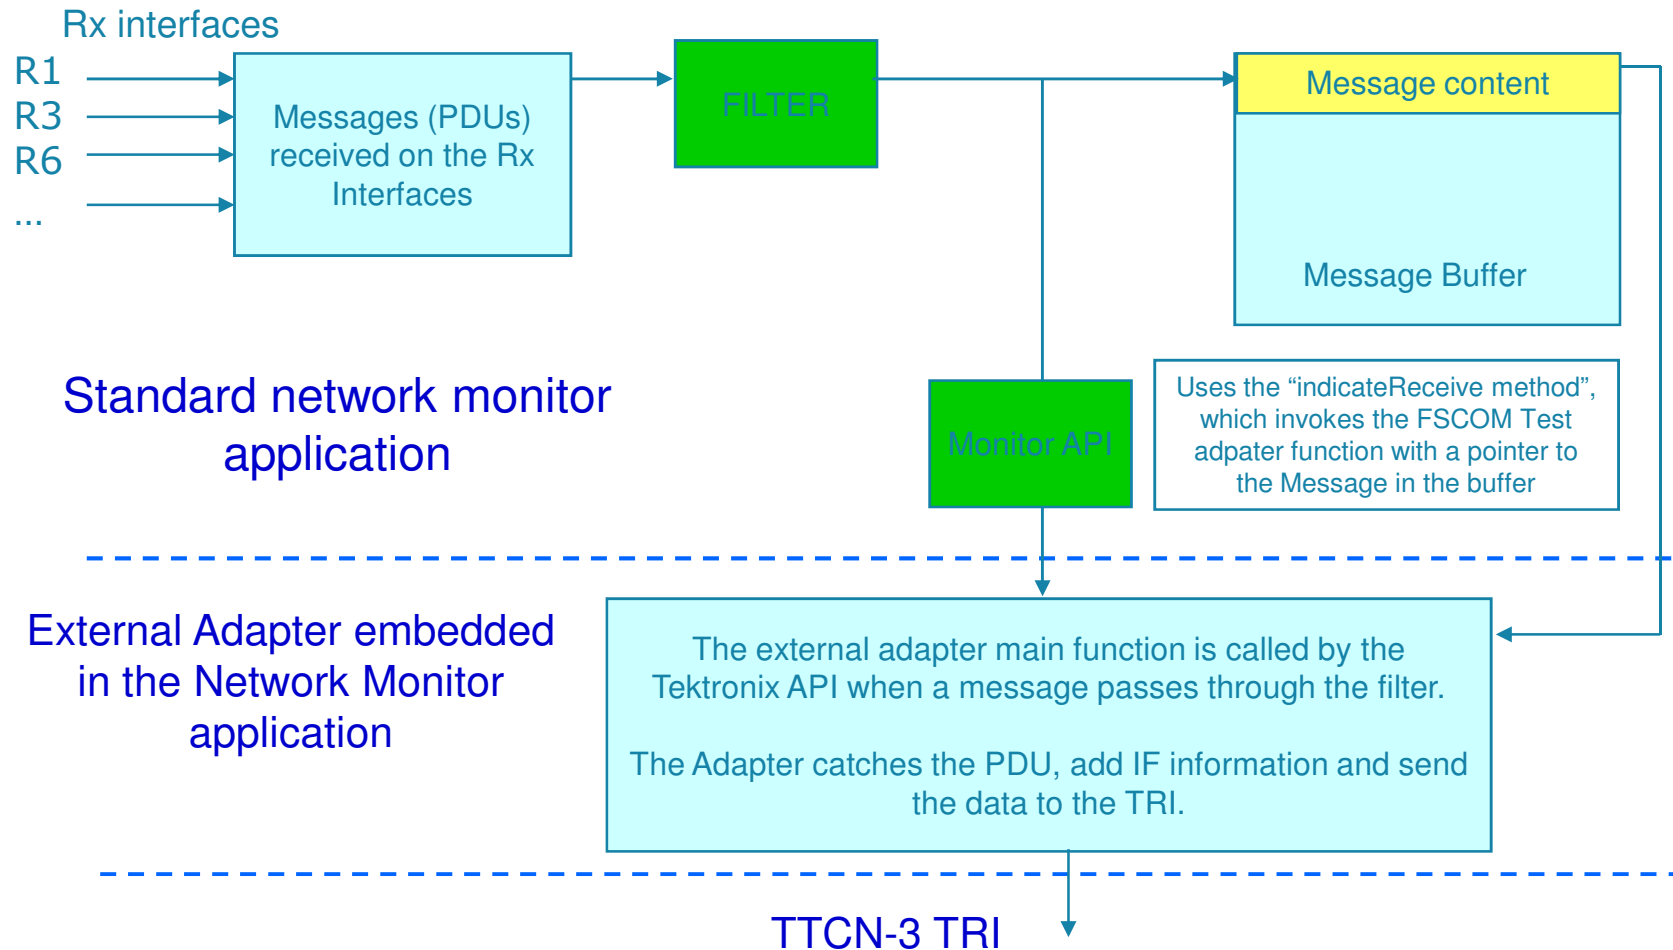 Rx interfaces
R1
R3
R6
...
Messages (PDUs)
received on the Rx
Interfaces
FILTER
Message content
Message Buffer
Standard network monitor
application
Monitor API
Uses the “indicateReceive method”,
which invokes the FSCOM Test
adpater function with a pointer to
the Message in the buffer
External Adapter embedded
in the Network Monitor
application
The external adapter main function is called by the
Tektronix API when a message passes through the filter.
The Adapter catches the PDU, add IF information and send
the data to the TRI.
TTCN-3 TRI